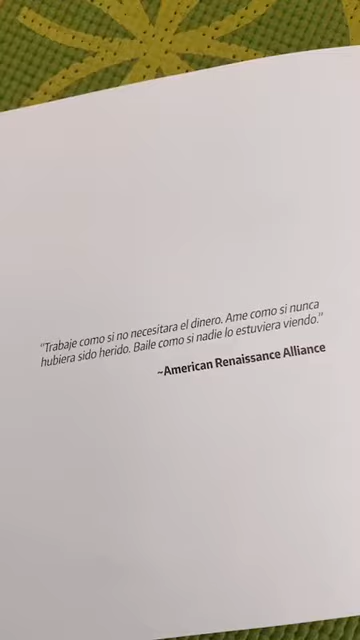 "Trabaje como si no necesitara el dinero. Ame como si nunca
hubiera sido herido. Baile como si nadie lo estuviera viendo."
~American Renaissance Alliance